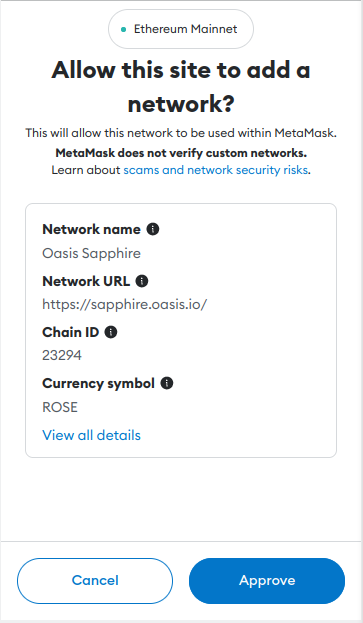 Ethereum Mainnet
Allow this site to add a
network?
This will allow this network to be used within MetaMask.
MetaMask does not verify custom networks.
Learn about scams and network security risks.
Network name
Oasis Sapphire
Network URL
https://sapphire.oasis.io/
Chain ID
23294
Currency symbol
ROSE
View all details
Cancel
Approve